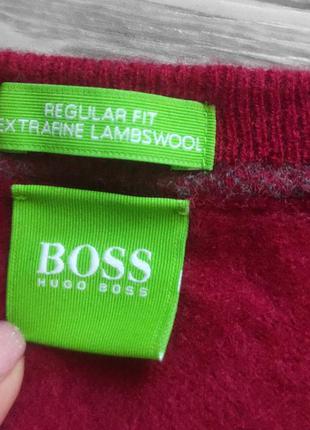 REGULAR FIT
EXTRAFINE LAMBSWOOL
BOSS
HUGO BOSS